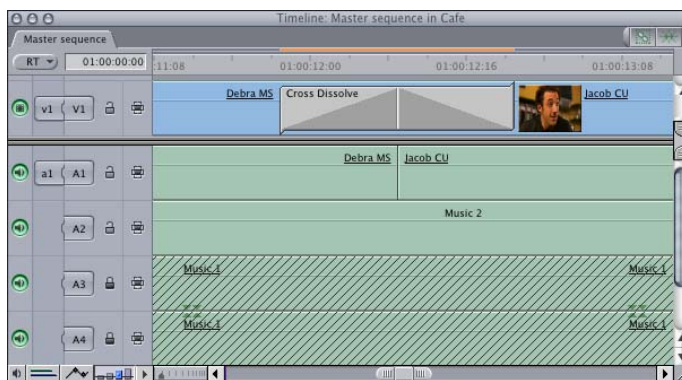 Timeline: Master sequence in Cafe
Master sequence
RT 01:00:00:00 :11:08 01:00:12:00 01:00:12:16 01:00:13:08
v1 V1 Debra MS Cross Dissolve Jacob CU
a1 A1 Debra MS Jacob CU
A2 Music 2
A3 Music 1 Music 1
A4 Music 1 Music 1